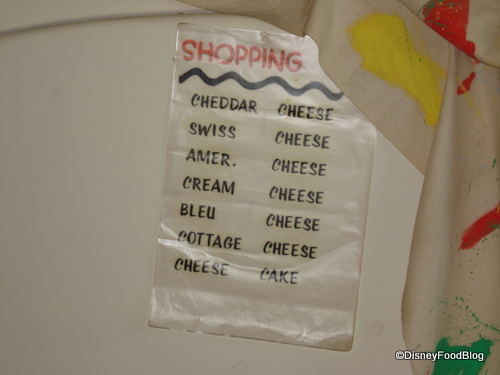 SHOPPING
CHEDDAR CHEESE
SWISS CHEESE
AMER. CHEESE
CREAM CHEESE
BLEU CHEESE
COTTAGE CHEESE
CHEESE CAKE
©DisneyFoodBlog